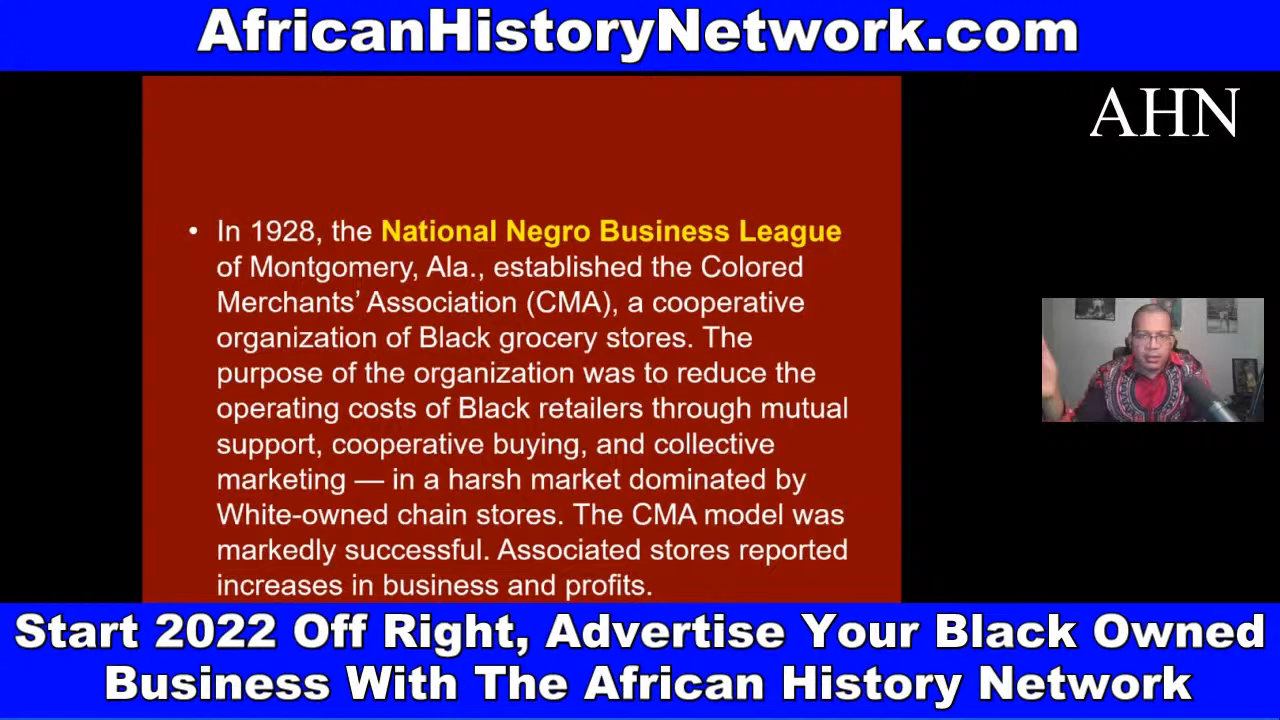 AfricanHistoryNetwork.com
AHN
• In 1928, the National Negro Business League
of Montgomery, Ala., established the Colored
Merchants’ Association (CMA), a cooperative
organization of Black grocery stores. The
purpose of the organization was to reduce the
operating costs of Black retailers through mutual
support, cooperative buying, and collective
marketing — in a harsh market dominated by
White-owned chain stores. The CMA model was
markedly successful. Associated stores reported
increases in business and profits.
Start 2022 Off Right, Advertise Your Black Owned
Business With The African History Network